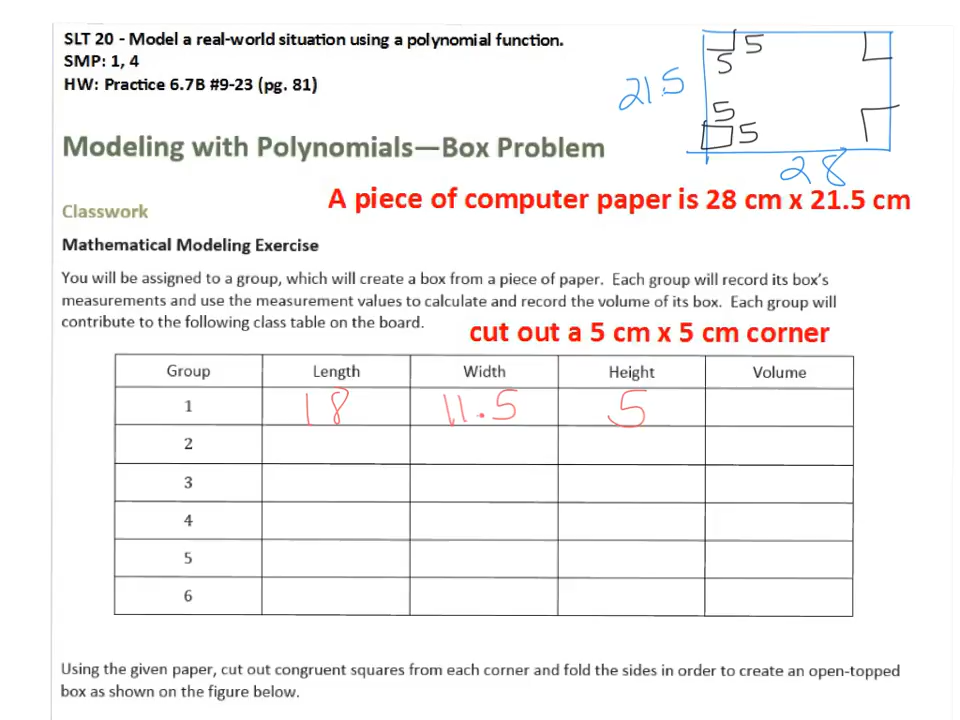 SLT 20 - Model a real-world situation using a polynomial function.
SMP: 1, 4
HW: Practice 6.7B #9-23 (pg. 81)
5
5
21.5
5
5
28
Modeling with Polynomials—Box Problem
A piece of computer paper is 28 cm x 21.5 cm
Classwork
Mathematical Modeling Exercise
You will be assigned to a group, which will create a box from a piece of paper. Each group will record its box's
measurements and use the measurement values to calculate and record the volume of its box. Each group will
contribute to the following class table on the board.
cut out a 5 cm x 5 cm corner
Group Length Width Height Volume
1 18 11.5 5
2
3
4
5
6
Using the given paper, cut out congruent squares from each corner and fold the sides in order to create an open-topped
box as shown on the figure below.